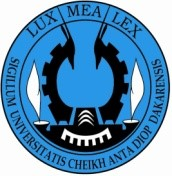 LUX MEA LEX
SIGILLUM UNIVERSITATIS CHEIKH ANTA DIOP DAKARENSIS